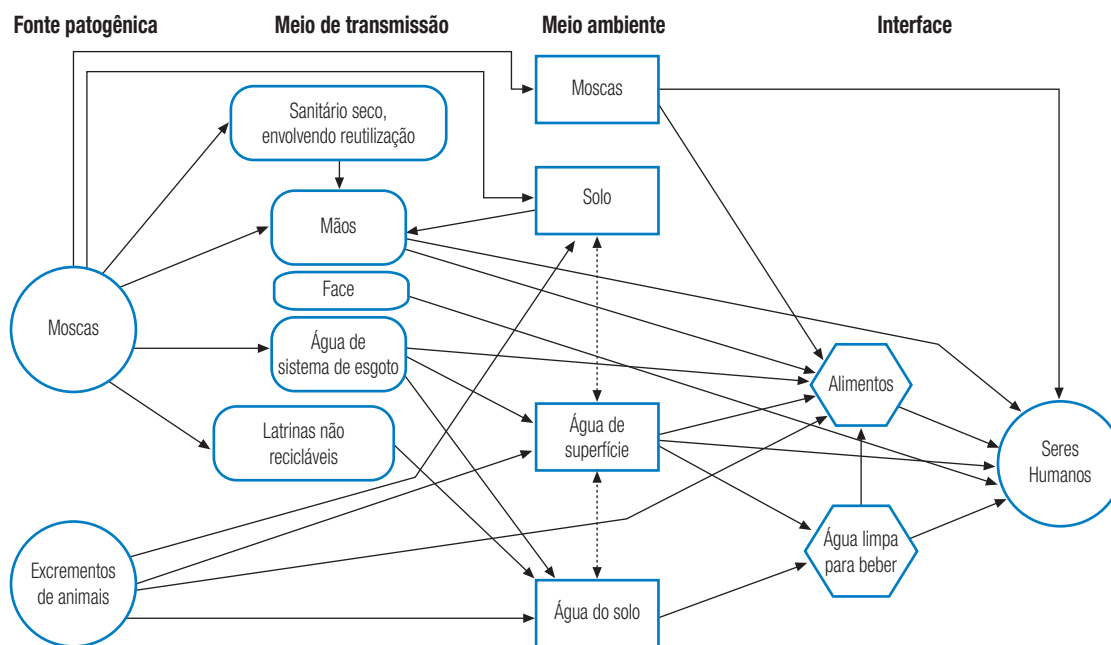 Fonte patogênica
Meio de transmissão
Meio ambiente
Interface
Moscas
Sanitário seco,
envolvendo reutilização
Solo
Mãos
Face
Moscas
Água de
sistema de esgoto
Alimentos
Água de
superfície
Latrinas não
recicláveis
Seres
Humanos
Água limpa
para beber
Excrementos
de animais
Água do solo